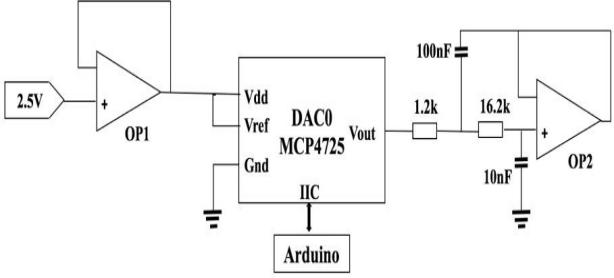 100nF
2.5V
+
OP1
Vdd
Vref
Gnd
DAC0
MCP4725
Vout
IIC
1.2k
16.2k
+
OP2
10nF
Arduino